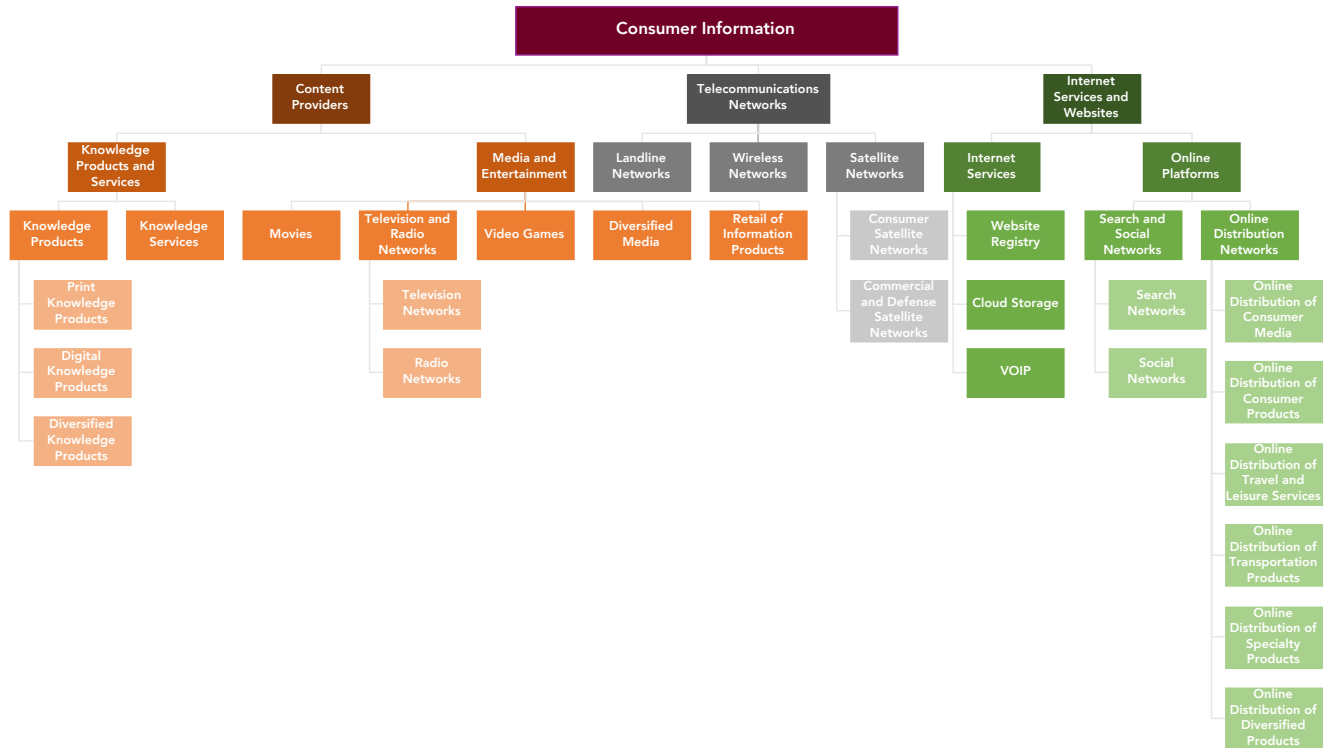 Consumer Information
Content
Providers
Telecommunications
Networks
Internet
Services and
Websites
Knowledge
Products and
Services
Media and
Entertainment
Landline
Networks
Wireless
Networks
Satellite
Networks
Internet
Services
Online
Platforms
Knowledge
Products
Knowledge
Services
Movies
Television and
Radio
Networks
Video Games
Diversified
Media
Retail of
Information
Products
Consumer
Satellite
Networks
Website
Registry
Search and
Social
Networks
Online
Distribution
Networks
Print
Knowledge
Products
Television
Networks
Commercial
and Defense
Satellite
Networks
Cloud Storage
Search
Networks
Online
Distribution of
Consumer
Media
Digital
Knowledge
Products
Radio
Networks
VOIP
Social
Networks
Online
Distribution of
Consumer
Products
Diversified
Knowledge
Products
Online
Distribution of
Travel and
Leisure Services
Online
Distribution of
Transportation
Products
Online
Distribution of
Specialty
Products
Online
Distribution of
Diversified
Products